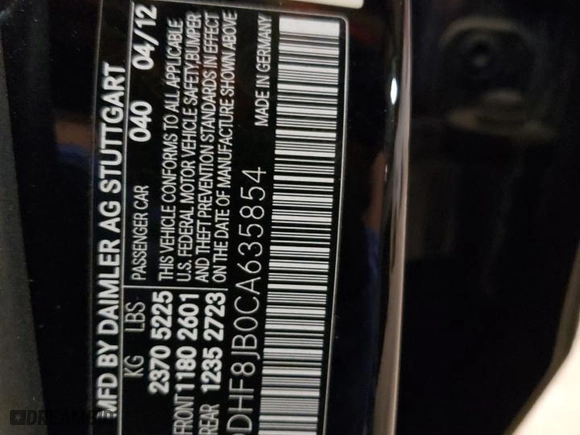 MFD BY DAIMLER AG STUTTGART
040 04/12
PASSENGER CAR
KG LBS
2370 5225
FRONT 1180 2601
REAR 1235 2723
THIS VEHICLE CONFORMS TO ALL APPLICABLE
U.S. FEDERAL MOTOR VEHICLE SAFETY,BUMPER
AND THEFT PREVENTION STANDARDS IN EFFECT
ON THE DATE OF MANUFACTURE SHOWN ABOVE
DHF8JB0CA635854
MADE IN GERMANY